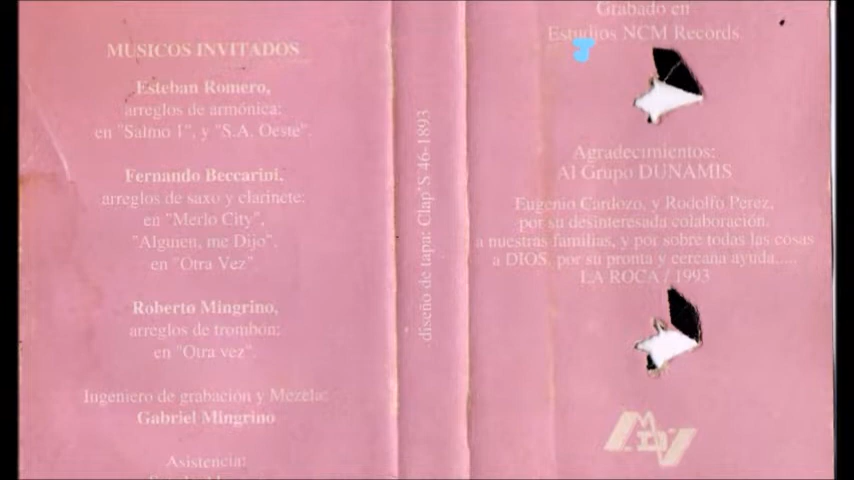 MUSICOS INVITADOS
Esteban Romero,
arreglos de armónica:
en "Salmo 1", y "S.A. Oeste".
Fernando Beccarini,
arreglos de saxo y clarinete:
en "Merlo City",
"Alguien, me Dijo",
en "Otra Vez"
Roberto Mingrino,
arreglos de trombón:
en "Otra vez".
Ingeniero de grabación y Mezcla:
Gabriel Mingrino
Asistencia:
diseño de tapa: Clap'S 46-1893
Grabado en
Estudios NCM Records
Agradecimientos:
Al Grupo DUNAMIS
Eugenio Cardozo, y Rodolfo Perez,
por su desinteresada colaboración,
a nuestras familias, y por sobre todas las cosas
a DIOS, por su pronta y cercana ayuda.....
LA ROCA / 1993